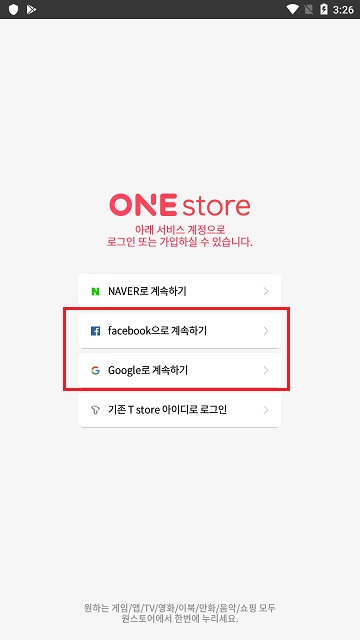 3:26
ONE store
아래 서비스 계정으로
로그인 또는 가입하실 수 있습니다.
NAVER로 계속하기
facebook으로 계속하기
Google로 계속하기
기존 T store 아이디로 로그인
원하는 게임/앱/TV/영화/이북/만화/음악/쇼핑 모두
원스토어에서 한번에 누리세요.